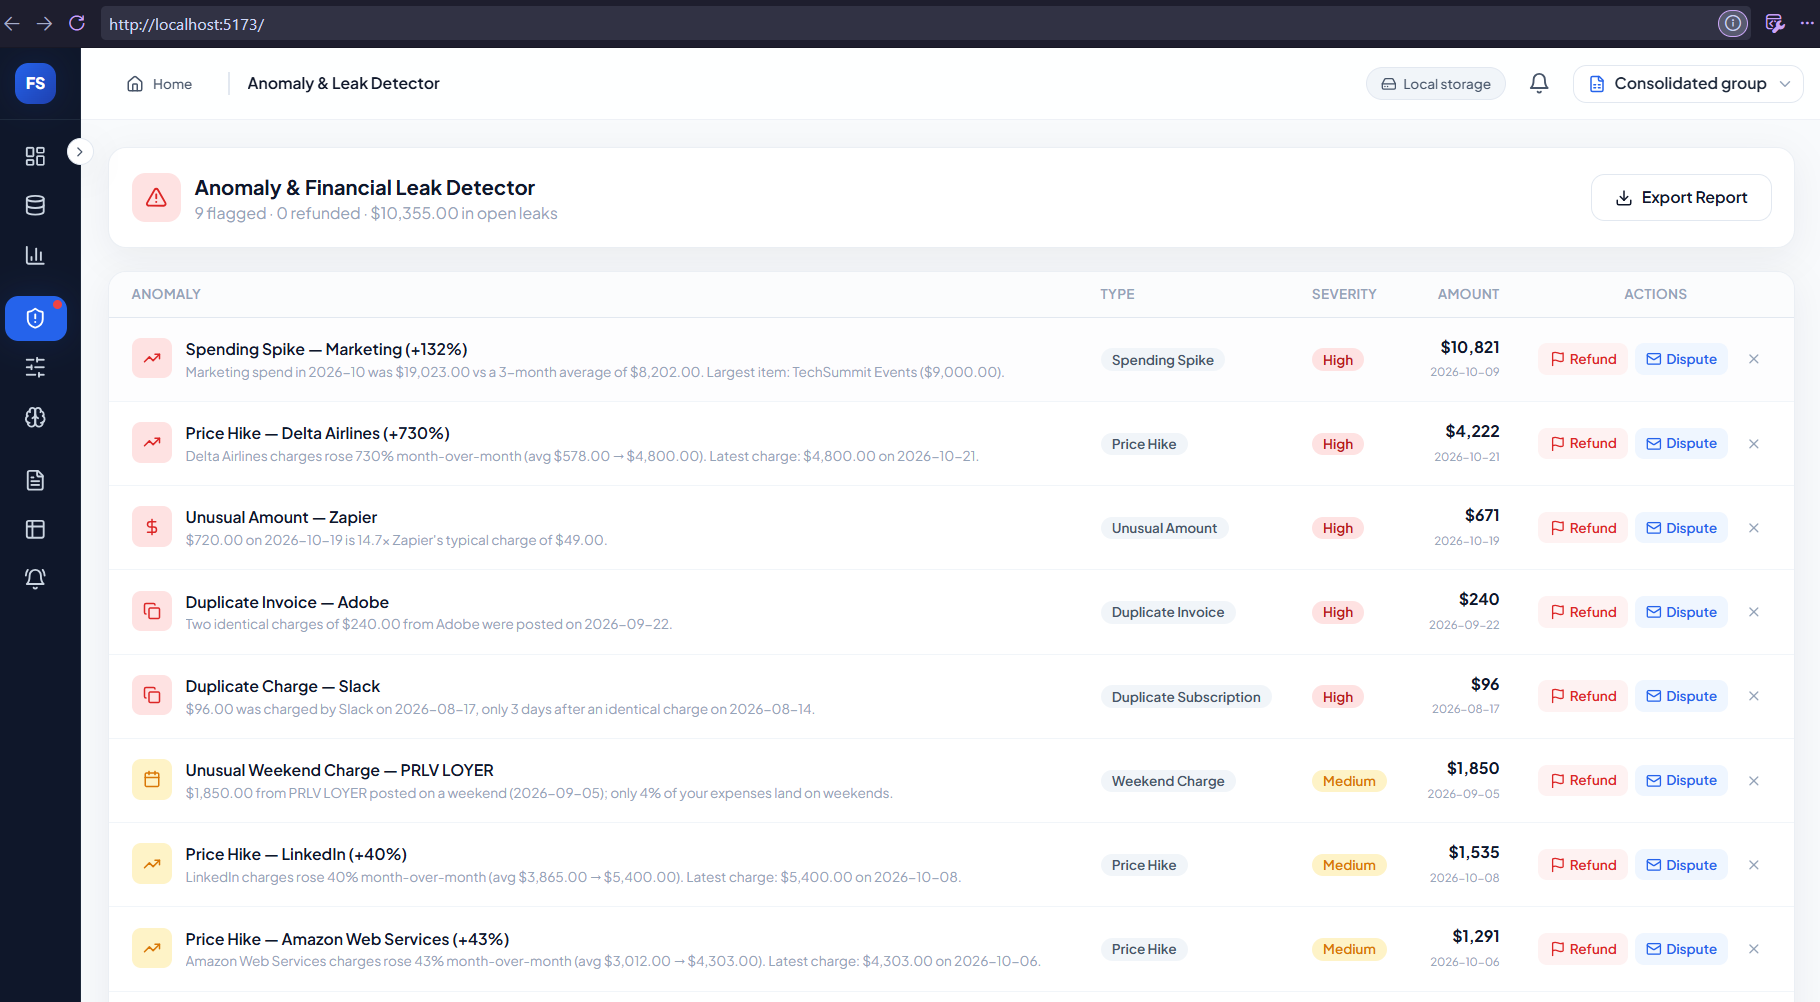 http://localhost:5173/
FS
Home
Anomaly & Leak Detector
Local storage
Consolidated group
Anomaly & Financial Leak Detector
9 flagged · 0 refunded · $10,355.00 in open leaks
Export Report
ANOMALY TYPE SEVERITY AMOUNT ACTIONS
Spending Spike — Marketing (+132%)
Marketing spend in 2026-10 was $19,023.00 vs a 3-month average of $8,202.00. Largest item: TechSummit Events ($9,000.00).
Spending Spike
High
$10,821
2026-10-09
Refund
Dispute
Price Hike — Delta Airlines (+730%)
Delta Airlines charges rose 730% month-over-month (avg $578.00 → $4,800.00). Latest charge: $4,800.00 on 2026-10-21.
Price Hike
High
$4,222
2026-10-21
Refund
Dispute
Unusual Amount — Zapier
$720.00 on 2026-10-19 is 14.7× Zapier's typical charge of $49.00.
Unusual Amount
High
$671
2026-10-19
Refund
Dispute
Duplicate Invoice — Adobe
Two identical charges of $240.00 from Adobe were posted on 2026-09-22.
Duplicate Invoice
High
$240
2026-09-22
Refund
Dispute
Duplicate Charge — Slack
$96.00 was charged by Slack on 2026-08-17, only 3 days after an identical charge on 2026-08-14.
Duplicate Subscription
High
$96
2026-08-17
Refund
Dispute
Unusual Weekend Charge — PRLV LOYER
$1,850.00 from PRLV LOYER posted on a weekend (2026-09-05); only 4% of your expenses land on weekends.
Weekend Charge
Medium
$1,850
2026-09-05
Refund
Dispute
Price Hike — LinkedIn (+40%)
LinkedIn charges rose 40% month-over-month (avg $3,865.00 → $5,400.00). Latest charge: $5,400.00 on 2026-10-08.
Price Hike
Medium
$1,535
2026-10-08
Refund
Dispute
Price Hike — Amazon Web Services (+43%)
Amazon Web Services charges rose 43% month-over-month (avg $3,012.00 → $4,303.00). Latest charge: $4,303.00 on 2026-10-06.
Price Hike
Medium
$1,291
2026-10-06
Refund
Dispute